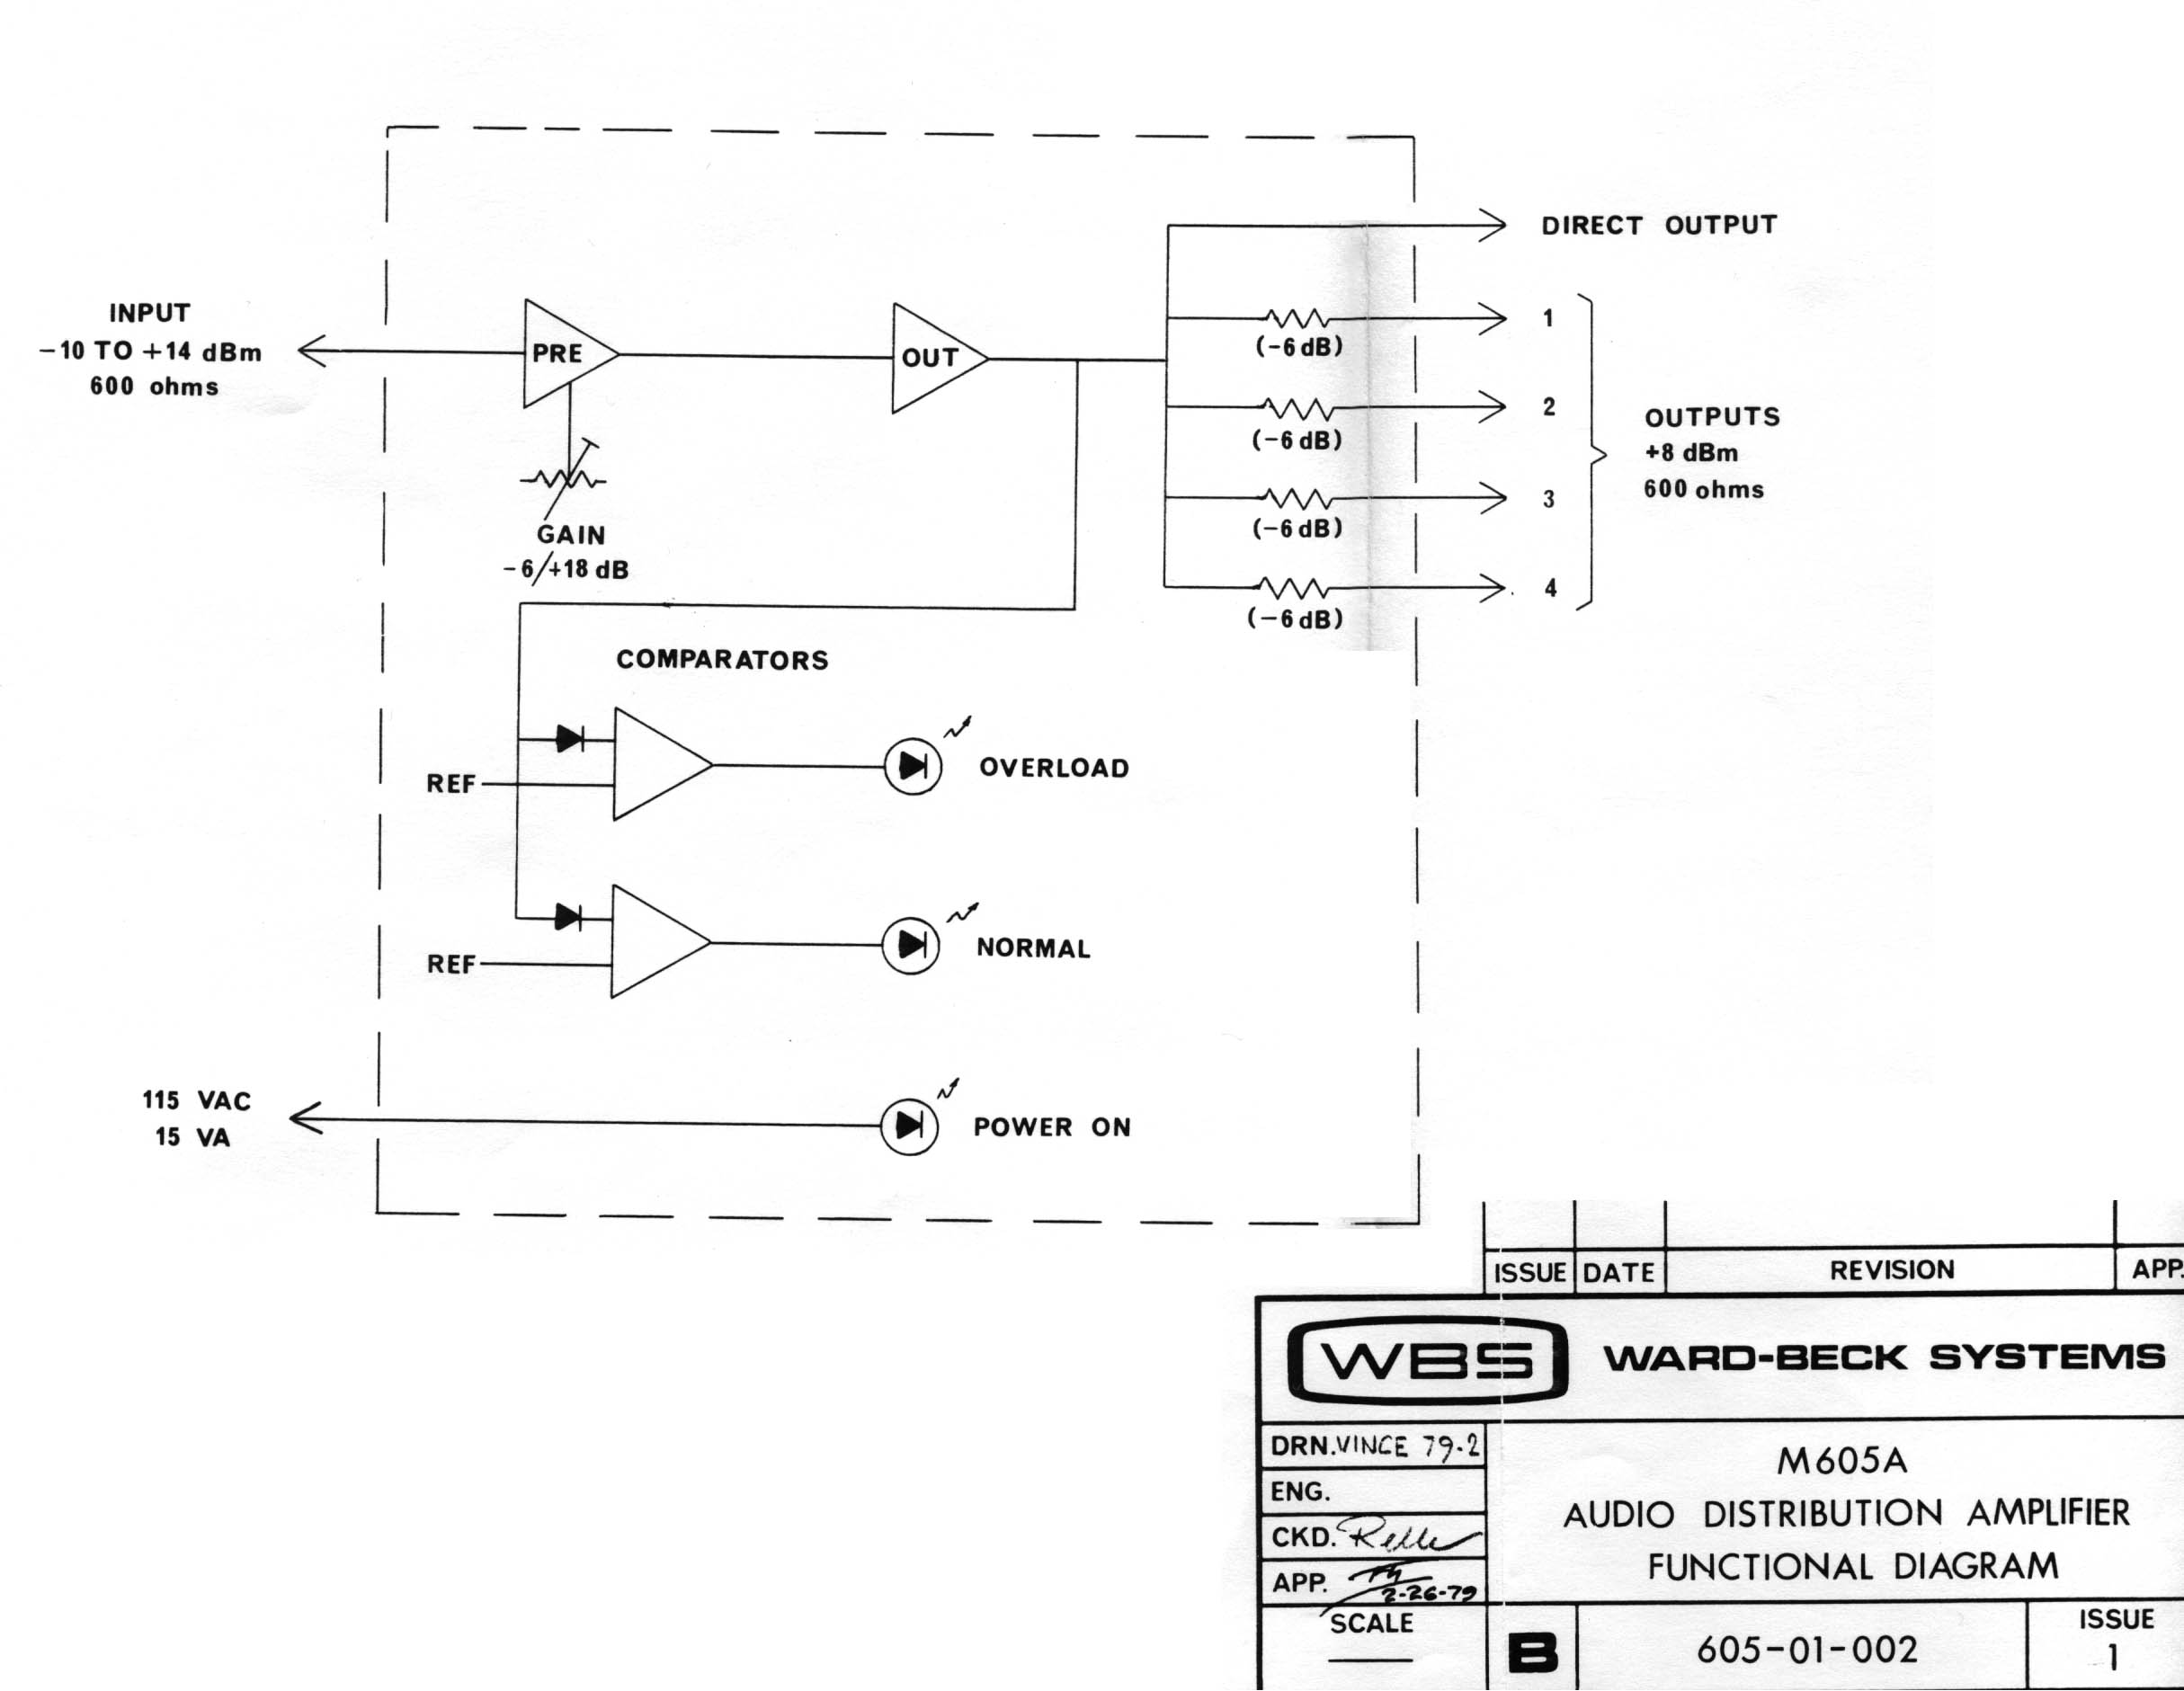 DIRECT OUTPUT
INPUT
-10 TO +14 dBm
600 ohms
PRE
OUT
1
(-6 dB)
2
(-6 dB)
3
(-6 dB)
4
(-6 dB)
OUTPUTS
+8 dBm
600 ohms
GAIN
-6/+18 dB
COMPARATORS
REF
OVERLOAD
REF
NORMAL
115 VAC
15 VA
POWER ON
ISSUE DATE REVISION APP.
WBS WARD-BECK SYSTEMS
DRN. VINCE 79-2
ENG.
CKD.
APP. 2-26-79
SCALE
M605A
AUDIO DISTRIBUTION AMPLIFIER
FUNCTIONAL DIAGRAM
B
605-01-002
ISSUE
1